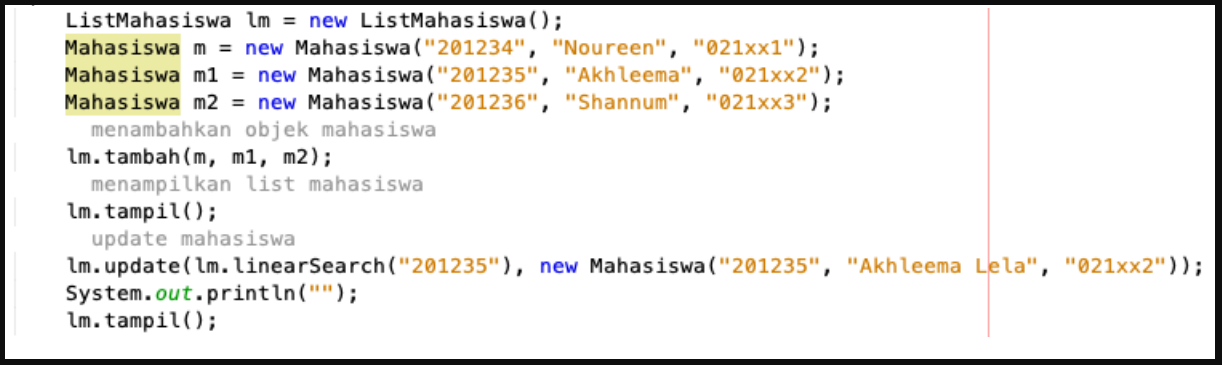 ListMahasiswa lm = new ListMahasiswa();
Mahasiswa m = new Mahasiswa("201234", "Noureen", "021xx1");
Mahasiswa m1 = new Mahasiswa("201235", "Akhleema", "021xx2");
Mahasiswa m2 = new Mahasiswa("201236", "Shannum", "021xx3");
menambahkan objek mahasiswa
lm.tambah(m, m1, m2);
menampilkan list mahasiswa
lm.tampil();
update mahasiswa
lm.update(lm.linearSearch("201235"), new Mahasiswa("201235", "Akhleema Lela", "021xx2"));
System.out.println("");
lm.tampil();